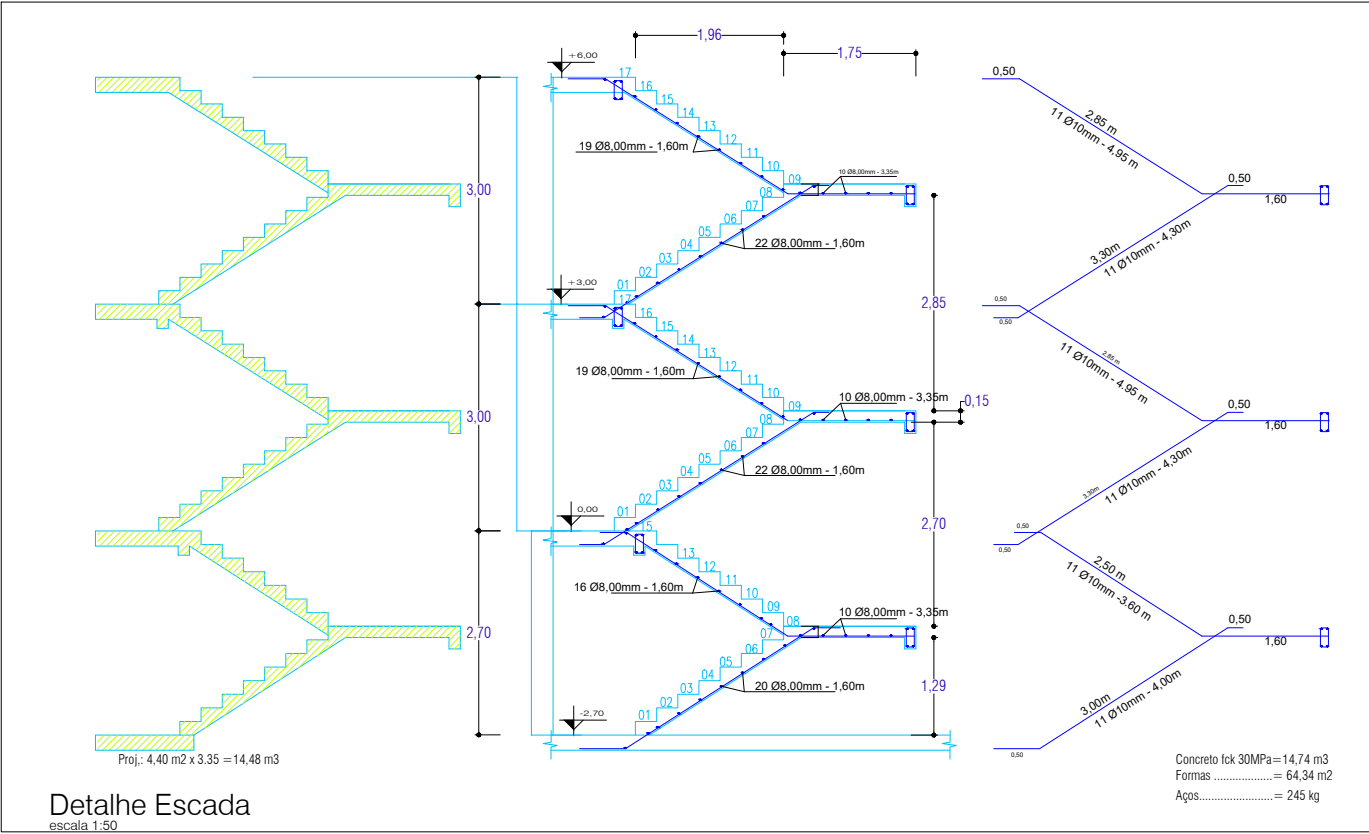 1,96
1,75
+6,00
17
16
15
14
13
12
11
10
09
08
07
06
05
04
03
02
01
19 Ø8,00mm - 1,60m
10 Ø8,00mm - 3,35m
22 Ø8,00mm - 1,60m
3,00
+3,00
17
16
15
14
13
12
11
10
09
08
07
06
05
04
03
02
01
19 Ø8,00mm - 1,60m
10 Ø8,00mm - 3,35m
22 Ø8,00mm - 1,60m
3,00
2,85
0,15
0,00
15
13
12
11
10
09
08
07
06
05
04
03
02
01
16 Ø8,00mm - 1,60m
10 Ø8,00mm - 3,35m
20 Ø8,00mm - 1,60m
2,70
2,70
1,29
-2,70
0,50
2,85 m
11 Ø10mm - 4.95 m
0,50
1,60
3,30m
11 Ø10mm - 4,30m
0,50
0,50
2,85 m
11 Ø10mm - 4.95 m
0,50
1,60
3,30m
11 Ø10mm - 4,30m
0,50
0,50
2,50 m
11 Ø10mm -3.60 m
0,50
1,60
3,00m
11 Ø10mm - 4,00m
0,50
Proj,: 4,40 m2 x 3.35 =14,48 m3
Detalhe Escada
escala 1:50
Concreto fck 30MPa=14,74 m3
Formas ...................= 64,34 m2
Aços........................= 245 kg